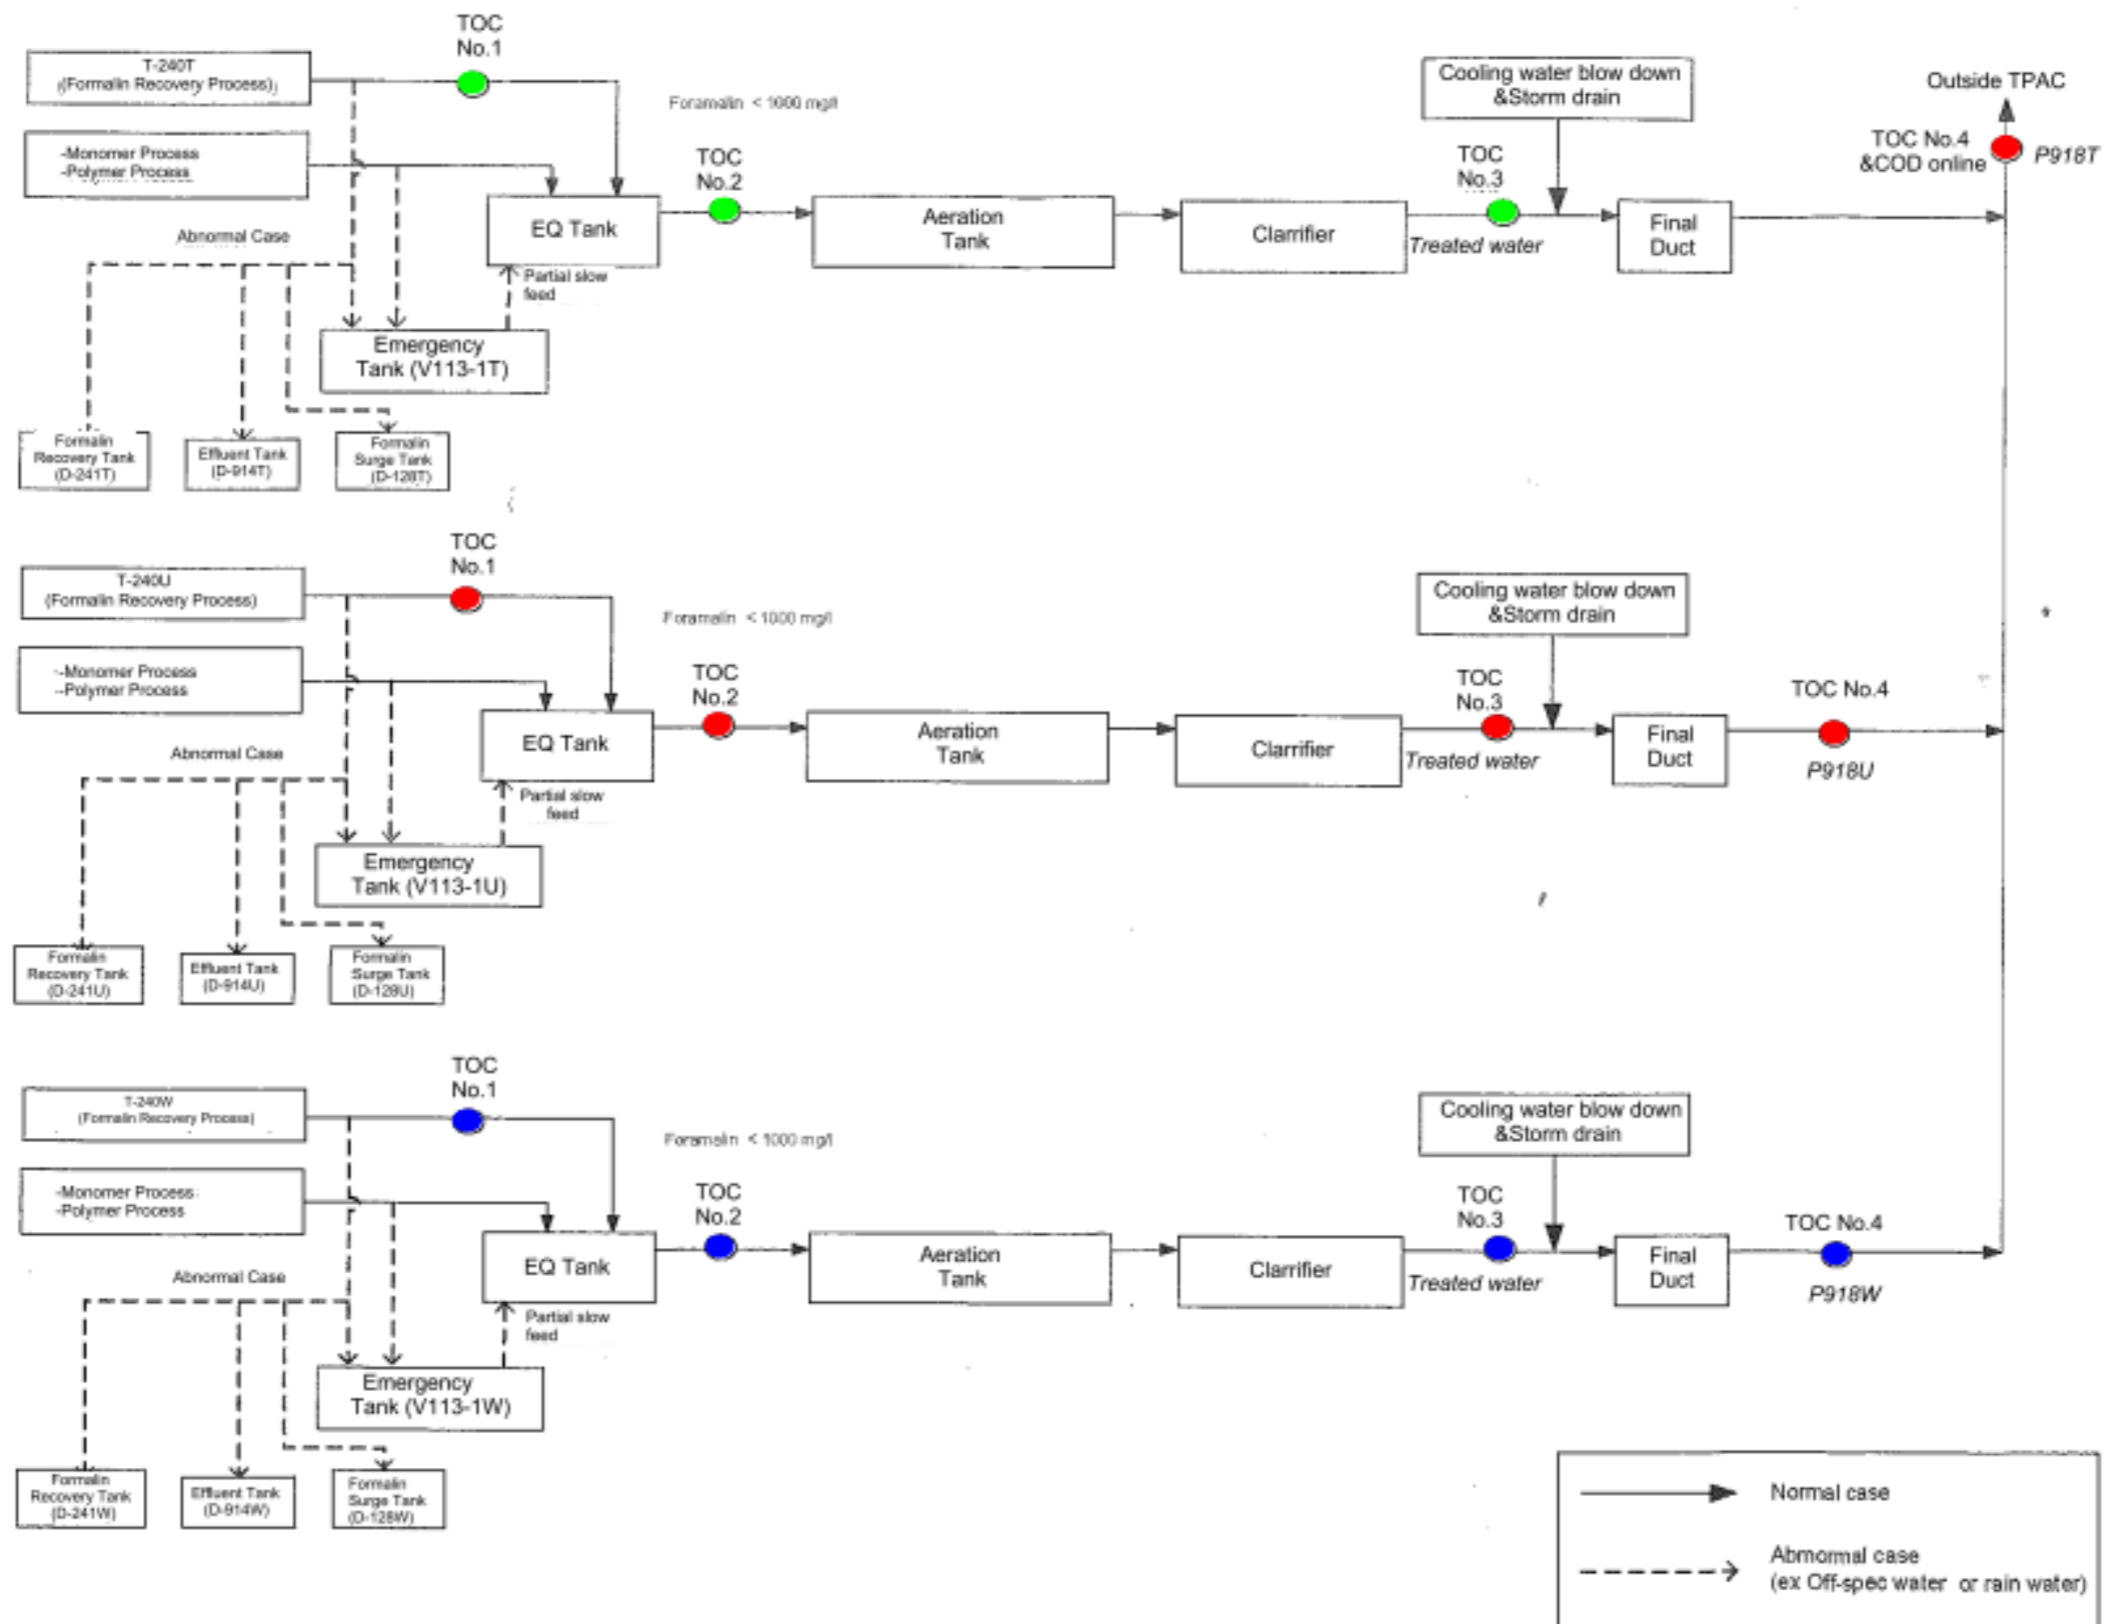 TOC
No.1
T-240T
(Formalin Recovery Process)
Foramalin < 1000 mg/l
-Monomer Process
-Polymer Process
TOC
No.2
Cooling water blow down
&Storm drain
TOC
No.3
Outside TPAC
TOC No.4
&COD online
P918T
EQ Tank
Aeration
Tank
Clarrifier
Treated water
Final
Duct
Abnormal Case
Partial slow
feed
Emergency
Tank (V113-1T)
Formalin
Recovery Tank
(D-241T)
Effluent Tank
(D-914T)
Formalin
Surge Tank
(D-128T)
TOC
No.1
T-240U
(Formalin Recovery Process)
Foramalin < 1000 mg/l
--Monomer Process
--Polymer Process
TOC
No.2
Cooling water blow down
&Storm drain
TOC
No.3
TOC No.4
P918U
EQ Tank
Aeration
Tank
Clarrifier
Treated water
Final
Duct
Abnormal Case
Partial slow
feed
Emergency
Tank (V113-1U)
Formalin
Recovery Tank
(D-241U)
Effluent Tank
(D-914U)
Formalin
Surge Tank
(D-128U)
TOC
No.1
T-240W
(Formalin Recovery Process)
Foramalin < 1000 mg/l
-Monomer Process
-Polymer Process
TOC
No.2
Cooling water blow down
&Storm drain
TOC
No.3
TOC No.4
P918W
EQ Tank
Aeration
Tank
Clarrifier
Treated water
Final
Duct
Abnormal Case
Partial slow
feed
Emergency
Tank (V113-1W)
Formalin
Recovery Tank
(D-241W)
Effluent Tank
(D-914W)
Formalin
Surge Tank
(D-128W)
Normal case
Abmormal case
(ex Off-spec water or rain water)